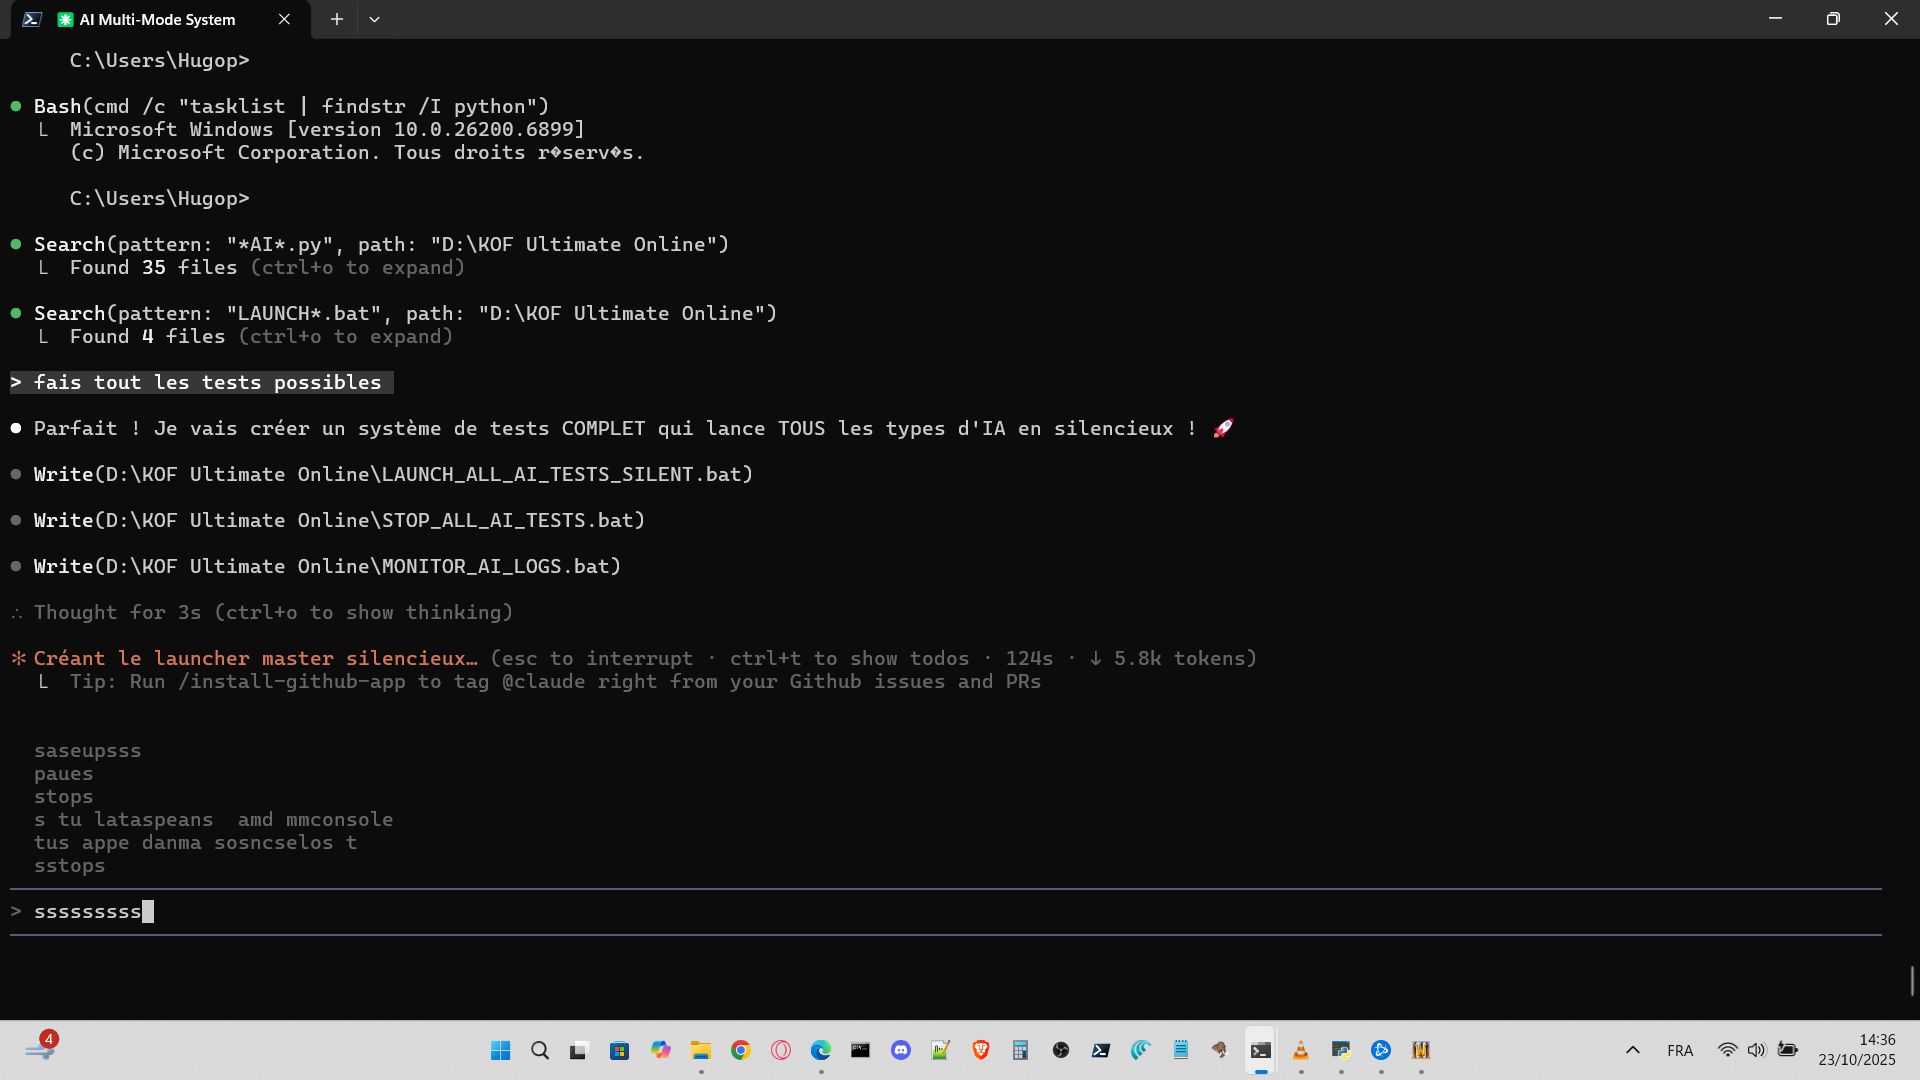 AI Multi-Mode System
C:\Users\Hugop>
● Bash(cmd /c "tasklist | findstr /I python")
└ Microsoft Windows [version 10.0.26200.6899]
(c) Microsoft Corporation. Tous droits r�serv�s.
C:\Users\Hugop>
● Search(pattern: "*AI*.py", path: "D:\KOF Ultimate Online")
└ Found 35 files (ctrl+o to expand)
● Search(pattern: "LAUNCH*.bat", path: "D:\KOF Ultimate Online")
└ Found 4 files (ctrl+o to expand)
> fais tout les tests possibles
● Parfait ! Je vais créer un système de tests COMPLET qui lance TOUS les types d'IA en silencieux ! 🚀
● Write(D:\KOF Ultimate Online\LAUNCH_ALL_AI_TESTS_SILENT.bat)
● Write(D:\KOF Ultimate Online\STOP_ALL_AI_TESTS.bat)
● Write(D:\KOF Ultimate Online\MONITOR_AI_LOGS.bat)
∴ Thought for 3s (ctrl+o to show thinking)
✻ Créant le launcher master silencieux… (esc to interrupt · ctrl+t to show todos · 124s · ↓ 5.8k tokens)
└ Tip: Run /install-github-app to tag @claude right from your Github issues and PRs
saseupsss
paues
stops
s tu lataspeans  amd mmconsole
tus appe danma sosncselos t
sstops
> sssssssss
4
FRA
14:36
23/10/2025